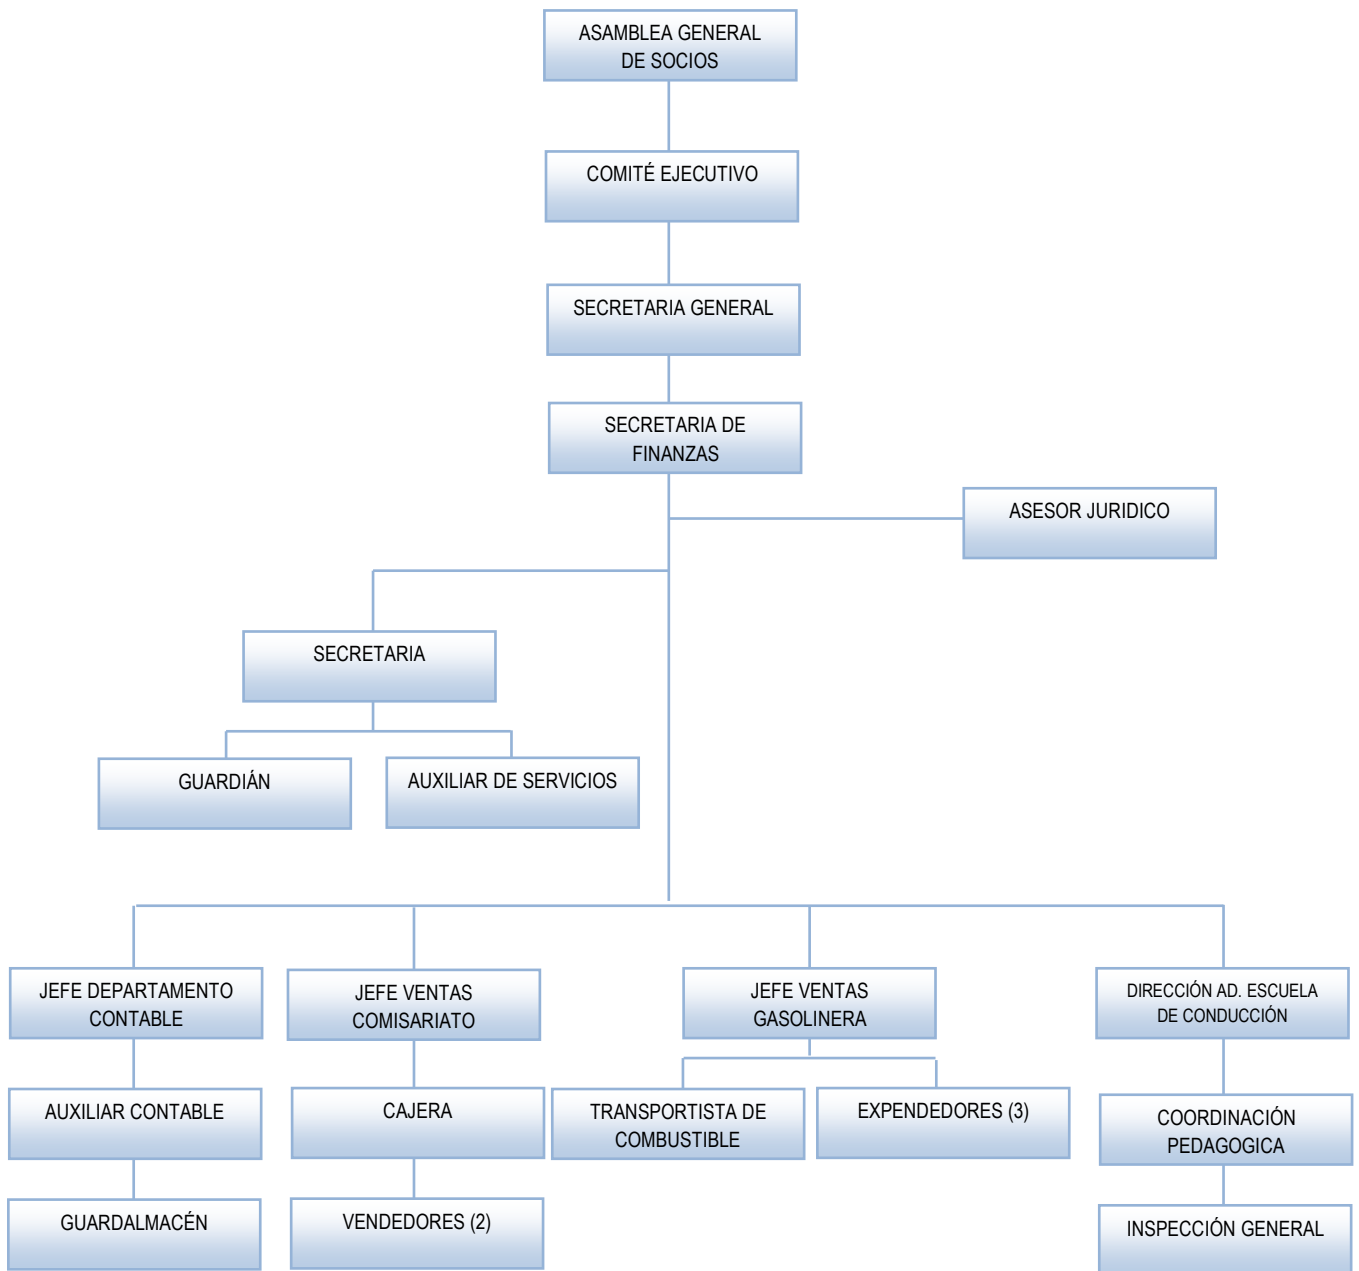 ASAMBLEA GENERAL
DE SOCIOS
COMITÉ EJECUTIVO
SECRETARIA GENERAL
SECRETARIA DE
FINANZAS
ASESOR JURIDICO
SECRETARIA
GUARDIÁN
AUXILIAR DE SERVICIOS
JEFE DEPARTAMENTO
CONTABLE
JEFE VENTAS
COMISARIATO
JEFE VENTAS
GASOLINERA
DIRECCIÓN AD. ESCUELA
DE CONDUCCIÓN
AUXILIAR CONTABLE
CAJERA
TRANSPORTISTA DE
COMBUSTIBLE
EXPENDEDORES (3)
COORDINACIÓN
PEDAGOGICA
GUARDALMACÉN
VENDEDORES (2)
INSPECCIÓN GENERAL